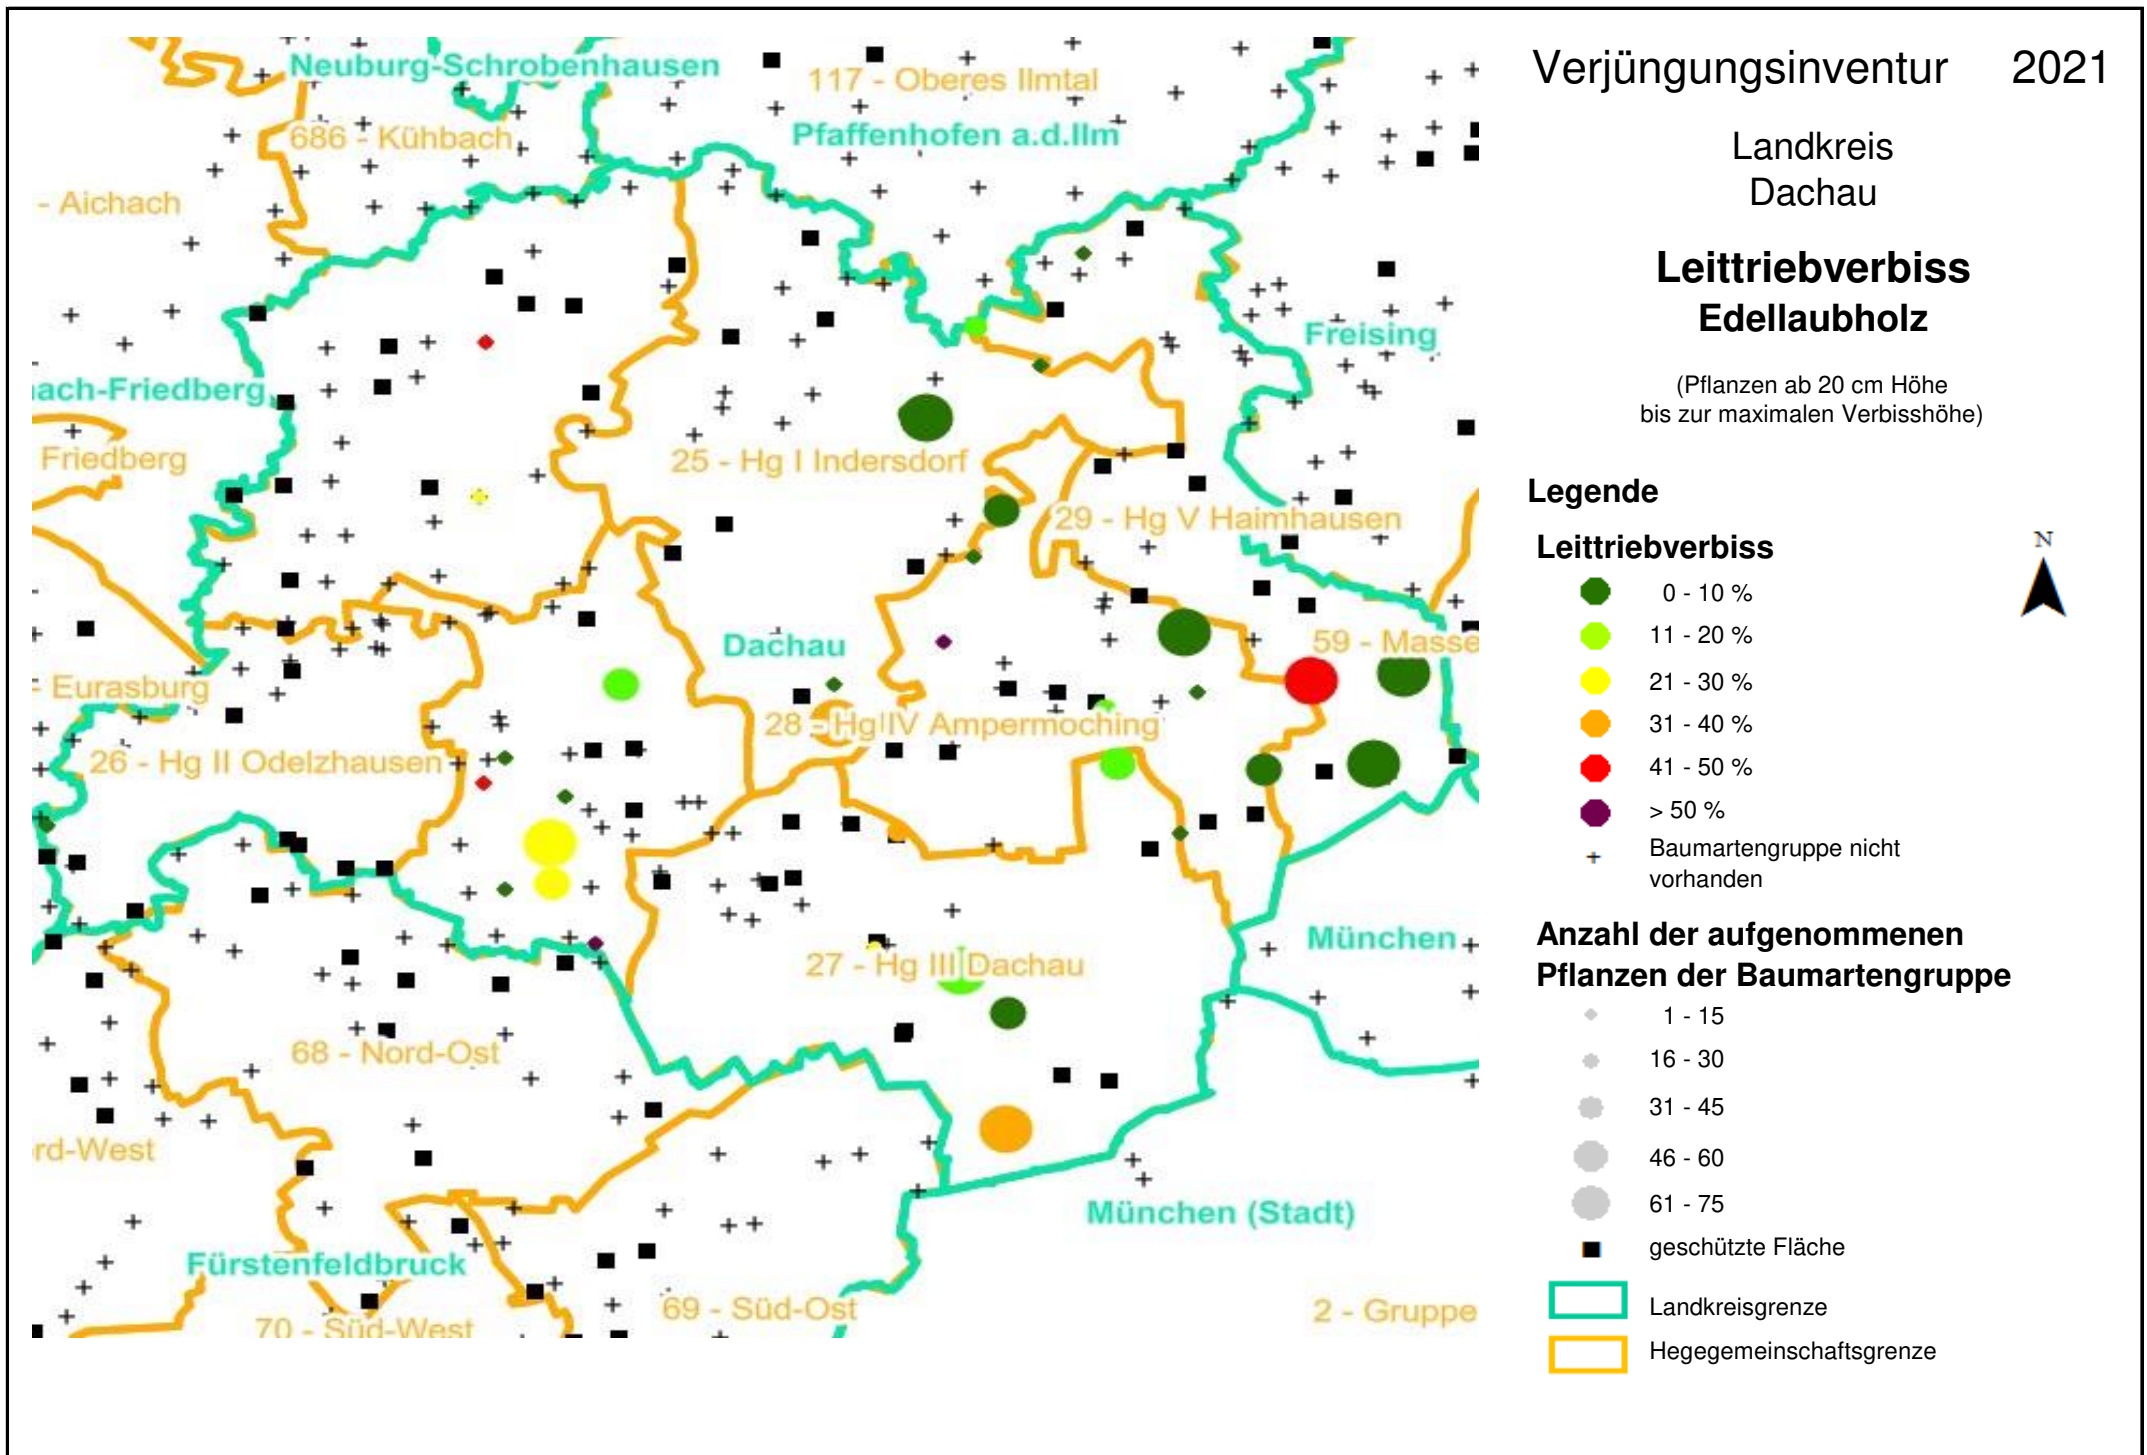 Verjüngungsinventur 2021
Landkreis
Dachau
Leittriebverbiss
Edellaubholz
(Pflanzen ab 20 cm Höhe
bis zur maximalen Verbisshöhe)
Legende
Leittriebverbiss
N
0 - 10 %
11 - 20 %
21 - 30 %
31 - 40 %
41 - 50 %
> 50 %
Baumartengruppe nicht
vorhanden
Anzahl der aufgenommenen
Pflanzen der Baumartengruppe
1 - 15
16 - 30
31 - 45
46 - 60
61 - 75
geschützte Fläche
Landkreisgrenze
Hegegemeinschaftsgrenze
Neuburg-Schrobenhausen
117 - Oberes Ilmtal
686 - Kühbach
Pfaffenhofen a.d.Ilm
- Aichach
Freising
ach-Friedberg
Friedberg
25 - Hg I Indersdorf
29 - Hg V Haimhausen
Dachau
59 - Masse
- Eurasburg
28 - Hg IV Ampermoching
26 - Hg II Odelzhausen
München
27 - Hg III Dachau
68 - Nord-Ost
rd-West
München (Stadt)
Fürstenfeldbruck
69 - Süd-Ost
2 - Gruppe
70 - Süd-West